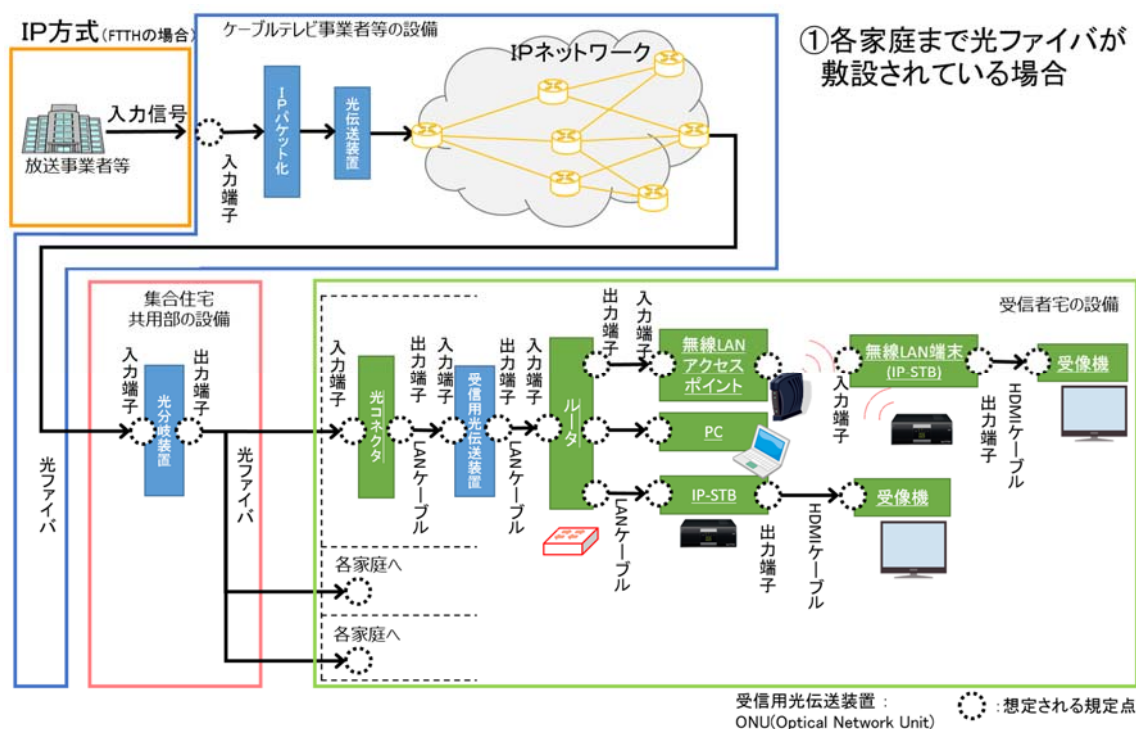 IP方式(FTTHの場合)
ケーブルテレビ事業者等の設備
①各家庭まで光ファイバが
敷設されている場合
IPネットワーク
入力信号
放送事業者等
入力端子
IPパケット化
光伝送装置
集合住宅
共用部の設備
受信者宅の設備
入力端子
光分岐装置
出力端子
光ファイバ
光ファイバ
入力端子
光コネクタ
出力端子
LANケーブル
入力端子
受信用光伝送装置
出力端子
LANケーブル
入力端子
ルータ
出力端子
入力端子
無線LAN
アクセス
ポイント
入力端子
無線LAN端末
(IP-STB)
出力端子
HDMIケーブル
受像機
PC
LANケーブル
IP-STB
出力端子
HDMIケーブル
受像機
各家庭へ
各家庭へ
受信用光伝送装置 :
ONU(Optical Network Unit)
:想定される規定点